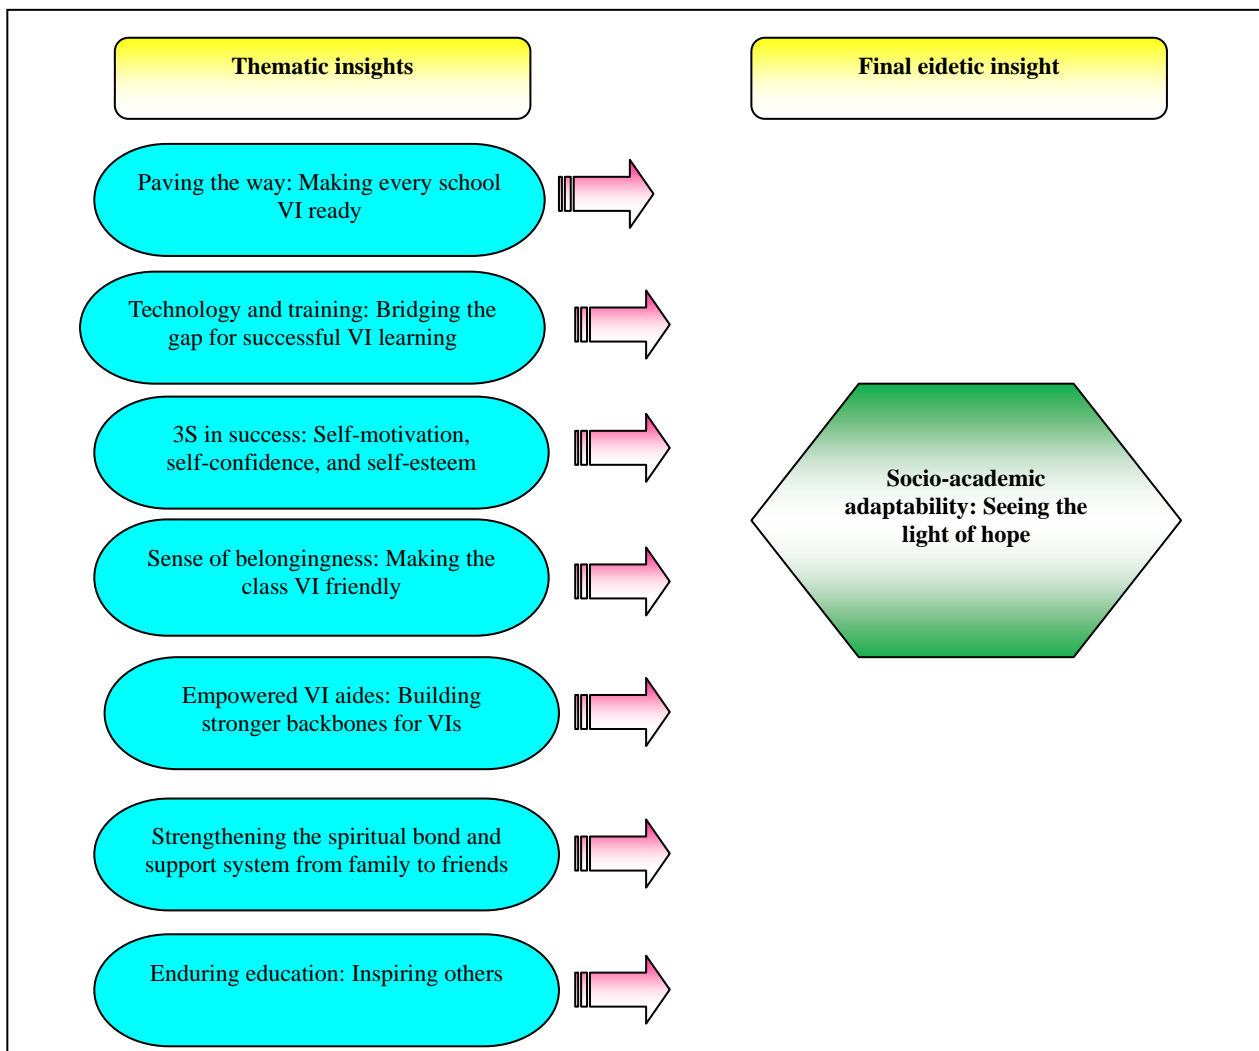 Thematic insights
Final eidetic insight
Paving the way: Making every school
VI ready
Technology and training: Bridging the
gap for successful VI learning
3S in success: Self-motivation,
self-confidence, and self-esteem
Sense of belongingness: Making the
class VI friendly
Empowered VI aides: Building
stronger backbones for VIs
Strengthening the spiritual bond and
support system from family to friends
Enduring education: Inspiring others
Socio-academic
adaptability: Seeing the
light of hope